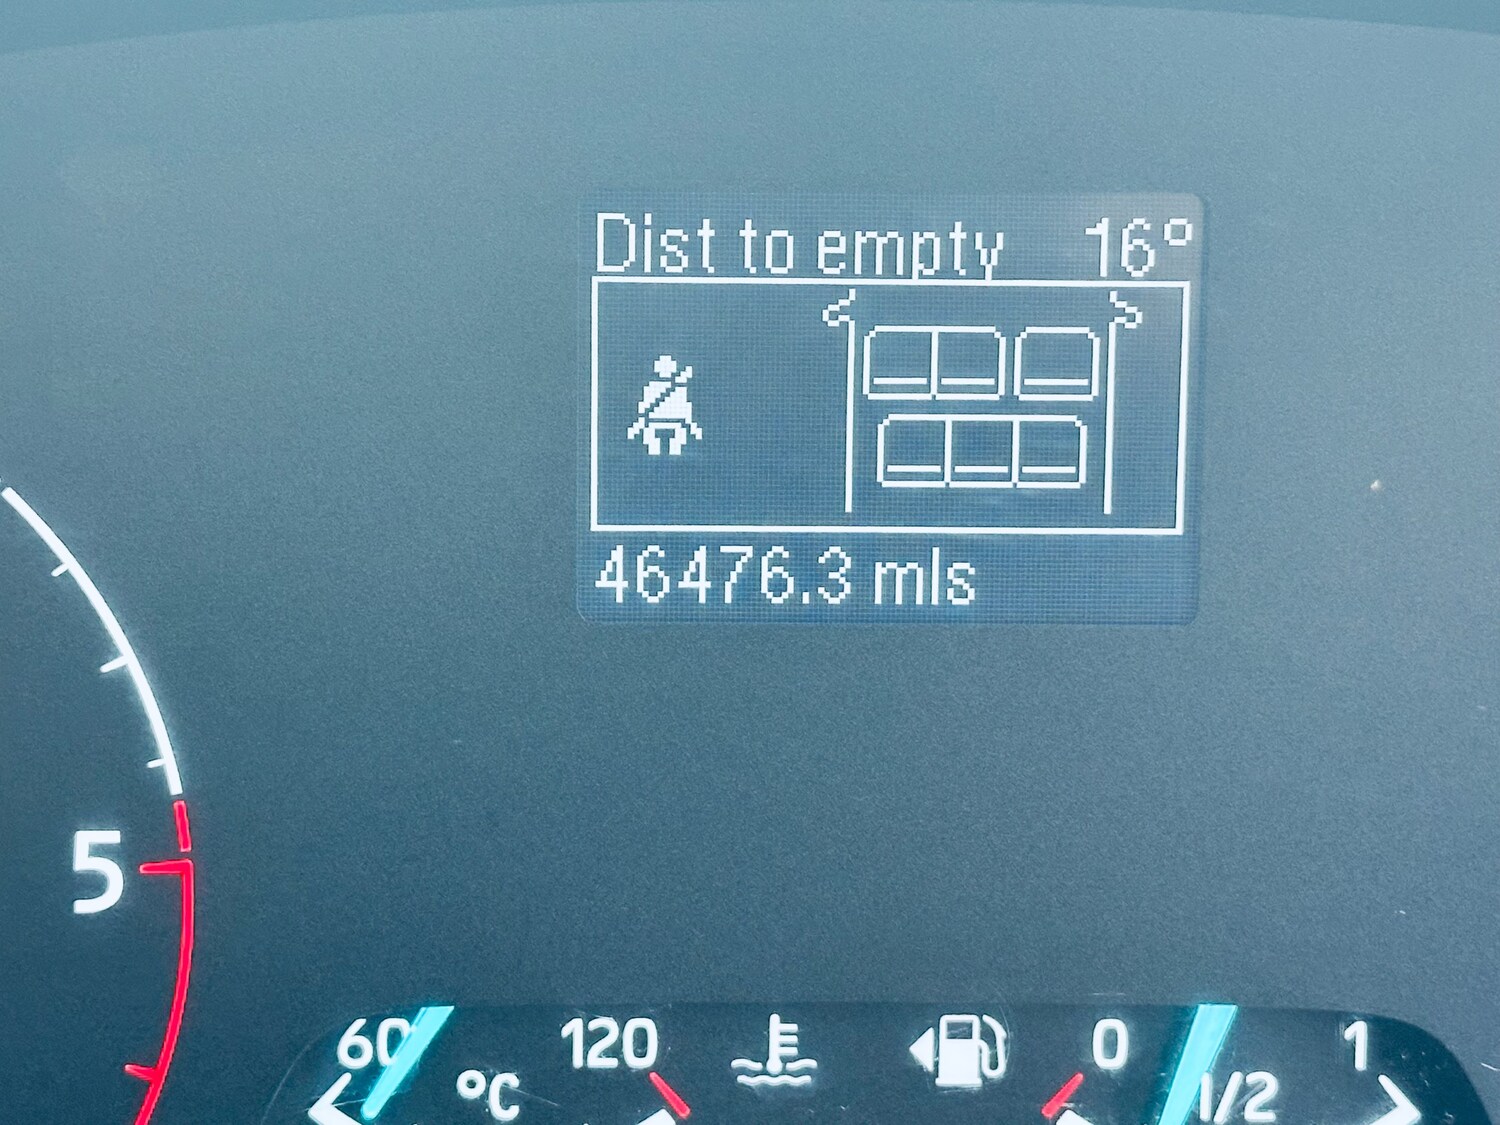 Dist to empty 16°
46476.3 mls
5
60 120 0 1
°C 1/2